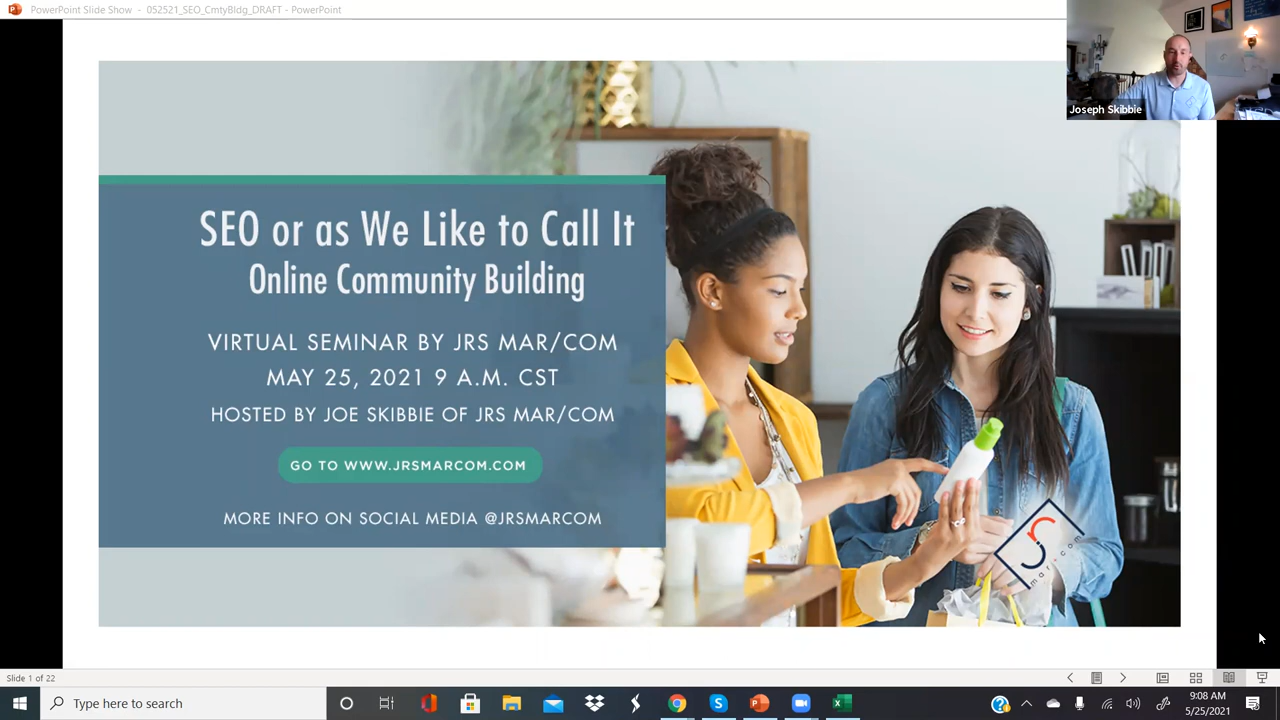 PowerPoint Slide Show - 052521_SEO_CmtyBldg_DRAFT - PowerPoint
Joseph Skibbie
SEO or as We Like to Call It
Online Community Building
VIRTUAL SEMINAR BY JRS MAR/COM
MAY 25, 2021 9 A.M. CST
HOSTED BY JOE SKIBBIE OF JRS MAR/COM
GO TO WWW.JRSMARCOM.COM
MORE INFO ON SOCIAL MEDIA @JRSMARCOM
mar·com
Slide 1 of 22
Type here to search
9:08 AM
5/25/2021